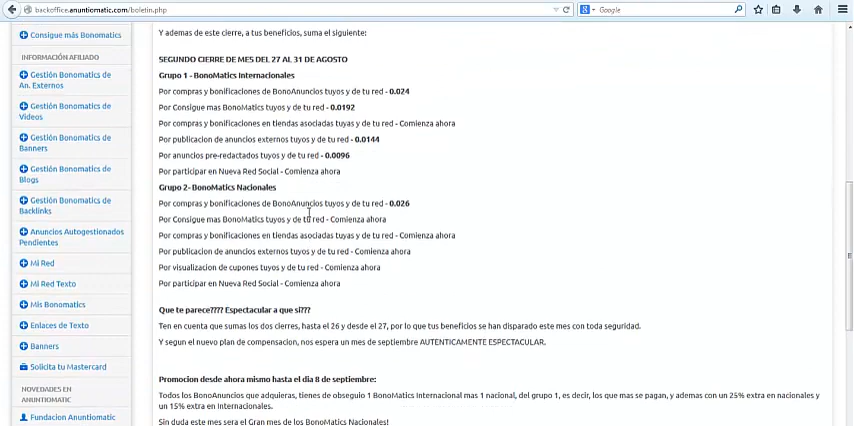 backoffice.anuntiomatic.com/boletin.php
Google
Consigue más Bonomatics
INFORMACIÓN AFILIADO
Gestión Bonomatics de
An. Externos
Gestión Bonomatics de
Videos
Gestión Bonomatics de
Banners
Gestión Bonomatics de
Blogs
Gestión Bonomatics de
Backlinks
Anuncios Autogestionados
Pendientes
Mi Red
Mi Red Texto
Mis Bonomatics
Enlaces de Texto
Banners
Solicita tu Mastercard
NOVEDADES EN
ANUNTIOMATIC
Fundacion Anuntiomatic
Y ademas de este cierre, a tus beneficios, suma el siguiente:
SEGUNDO CIERRE DE MES DEL 27 AL 31 DE AGOSTO
Grupo 1 - BonoMatics Internacionales
Por compras y bonificaciones de BonoAnuncios tuyos y de tu red - 0.024
Por Consigue mas BonoMatics tuyos y de tu red - 0.0192
Por compras y bonificaciones en tiendas asociadas tuyas y de tu red - Comienza ahora
Por publicacion de anuncios externos tuyos y de tu red - 0.0144
Por anuncios pre-redactados tuyos y de tu red - 0.0096
Por participar en Nueva Red Social - Comienza ahora
Grupo 2- BonoMatics Nacionales
Por compras y bonificaciones de BonoAnuncios tuyos y de tu red - 0.026
Por Consigue mas BonoMatics tuyos y de tu red - Comienza ahora
Por compras y bonificaciones en tiendas asociadas tuyas y de tu red - Comienza ahora
Por publicacion de anuncios externos tuyos y de tu red - Comienza ahora
Por visualizacion de cupones tuyos y de tu red - Comienza ahora
Por participar en Nueva Red Social - Comienza ahora
Que te parece???? Espectacular a que si???
Ten en cuenta que sumas los dos cierres, hasta el 26 y desde el 27, por lo que tus beneficios se han disparado este mes con toda seguridad.
Y segun el nuevo plan de compensacion, nos espera un mes de septiembre AUTENTICAMENTE ESPECTACULAR.
Promocion desde ahora mismo hasta el dia 8 de septiembre:
Todos los BonoAnuncios que adquieras, tienes de obsequio 1 BonoMatics Internacional mas 1 nacional, del grupo 1, es decir, los que mas se pagan, y ademas con un 25% extra en nacionales y
un 15% extra en Internacionales.
Sin duda este mes sera el Gran mes de los BonoMatics Nacionales!